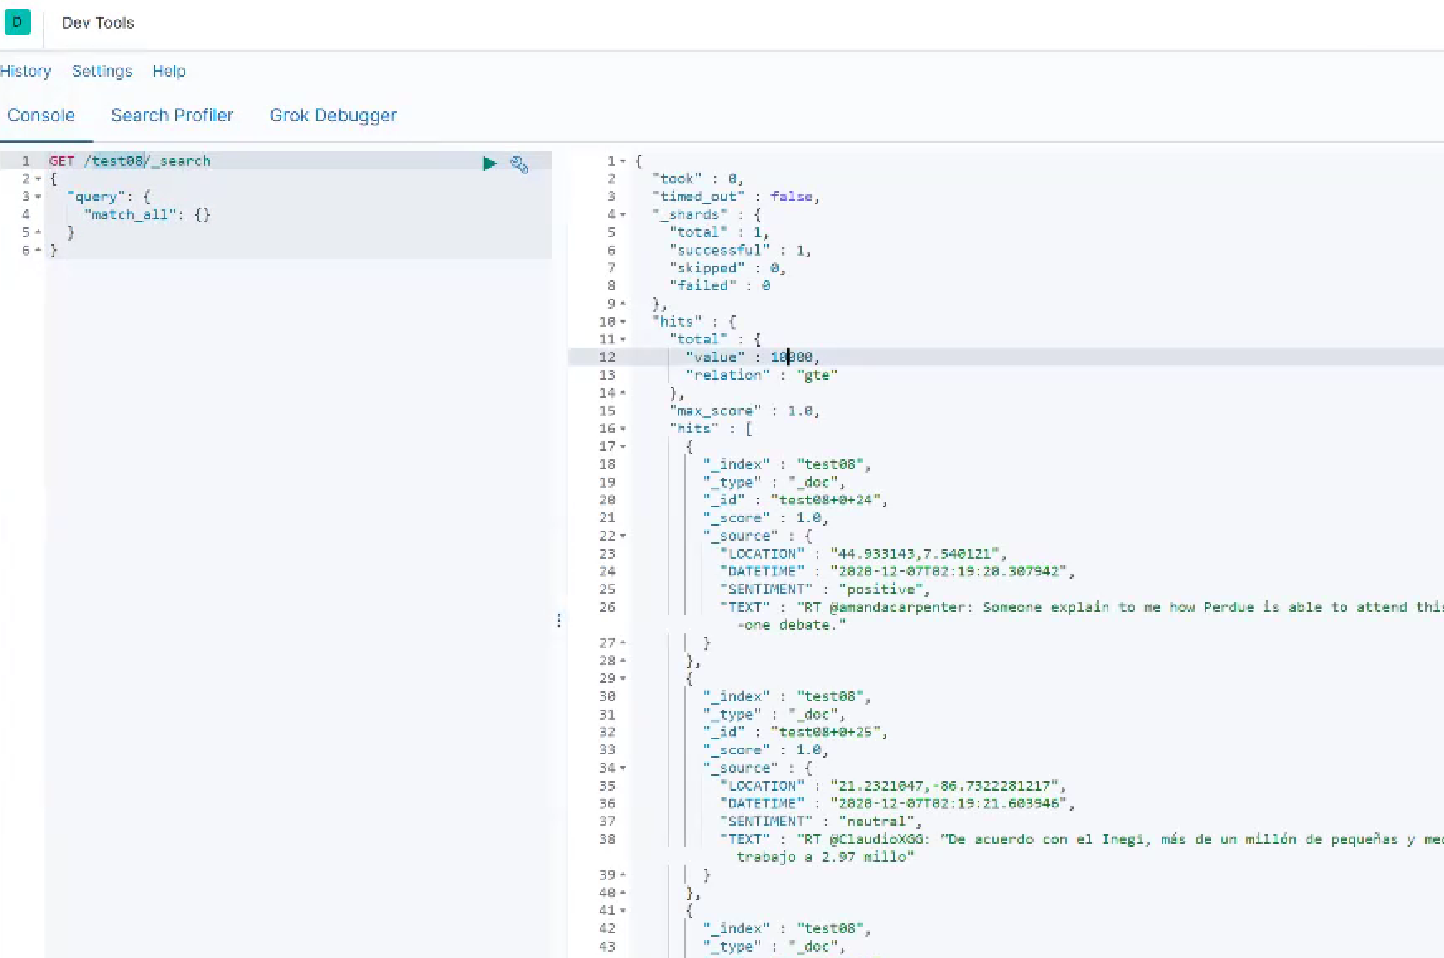 D Dev Tools
History Settings Help
Console Search Profiler Grok Debugger
1 GET /test08/_search
2 {
3 "query": {
4 "match_all": {}
5 }
6 }
1 {
2 "took" : 0,
3 "timed_out" : false,
4 "_shards" : {
5 "total" : 1,
6 "successful" : 1,
7 "skipped" : 0,
8 "failed" : 0
9 },
10 "hits" : {
11 "total" : {
12 "value" : 10000,
13 "relation" : "gte"
14 },
15 "max_score" : 1.0,
16 "hits" : [
17 {
18 "_index" : "test08",
19 "_type" : "_doc",
20 "_id" : "test08+0+24",
21 "_score" : 1.0,
22 "_source" : {
23 "LOCATION" : "44.933143,7.540121",
24 "DATETIME" : "2020-12-07T02:19:20.307942",
25 "SENTIMENT" : "positive",
26 "TEXT" : "RT @amandacarpenter: Someone explain to me how Perdue is able to attend this
-one debate."
27 }
28 },
29 {
30 "_index" : "test08",
31 "_type" : "_doc",
32 "_id" : "test08+0+25",
33 "_score" : 1.0,
34 "_source" : {
35 "LOCATION" : "21.2321047,-86.7322281217",
36 "DATETIME" : "2020-12-07T02:19:21.603946",
37 "SENTIMENT" : "neutral",
38 "TEXT" : "RT @ClaudioXGG: “De acuerdo con el Inegi, más de un millón de pequeñas y med
trabajo a 2.97 millo"
39 }
40 },
41 {
42 "_index" : "test08",
43 "_type" : "_doc",